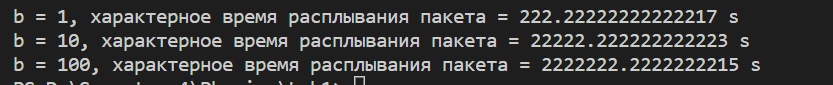 b = 1, характерное время расплывания пакета = 222.22222222222217 s
b = 10, характерное время расплывания пакета = 22222.222222222223 s
b = 100, характерное время расплывания пакета = 2222222.2222222215 s